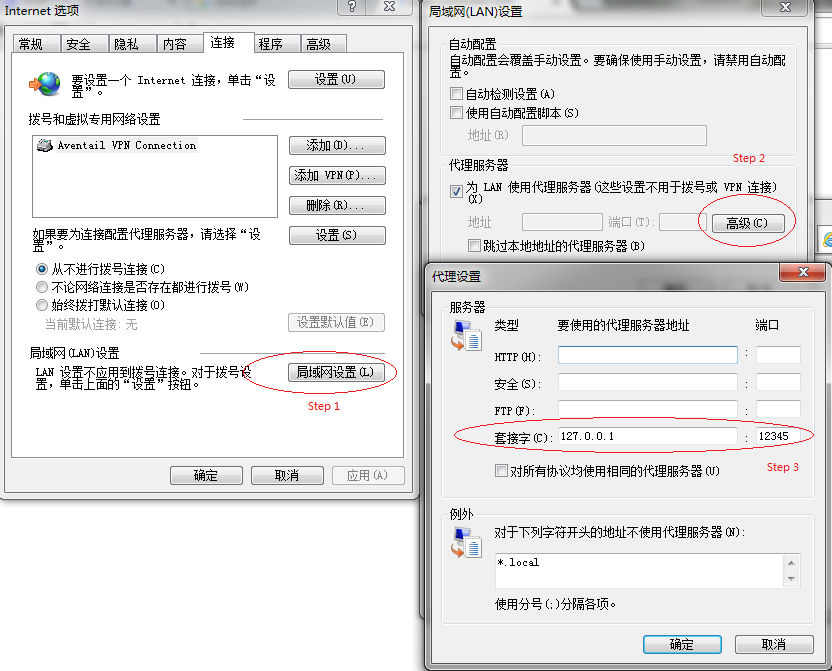 Internet 选项
常规
安全
隐私
内容
连接
程序
高级
要设置一个 Internet 连接，单击“设
置”。
设置(U)
拨号和虚拟专用网络设置
Aventail VPN Connection
添加(D)...
添加 VPN(P)...
删除(R)...
如果要为连接配置代理服务器，请选择“设
置”。
设置(S)
从不进行拨号连接(C)
不论网络连接是否存在都进行拨号(W)
始终拨打默认连接(O)
当前默认连接: 无
设置默认值(E)
局域网(LAN)设置
LAN 设置不应用到拨号连接。对于拨号设
置，单击上面的“设置”按钮。
局域网设置(L)
Step 1
确定
取消
应用(A)
局域网(LAN)设置
自动配置
自动配置会覆盖手动设置。要确保使用手动设置，请禁用自动配
置。
自动检测设置(A)
使用自动配置脚本(S)
地址(R)
Step 2
代理服务器
为 LAN 使用代理服务器(这些设置不用于拨号或 VPN 连接)
(X)
地址
端口(T):
高级(C)
跳过本地地址的代理服务器(B)
代理设置
服务器
类型
要使用的代理服务器地址
端口
HTTP(H):
:
安全(S):
:
FTP(F):
:
套接字(C):
127.0.0.1
:
12345
对所有协议均使用相同的代理服务器(U)
Step 3
例外
对于下列字符开头的地址不使用代理服务器(N):
*.local
使用分号(;)分隔各项。
确定
取消